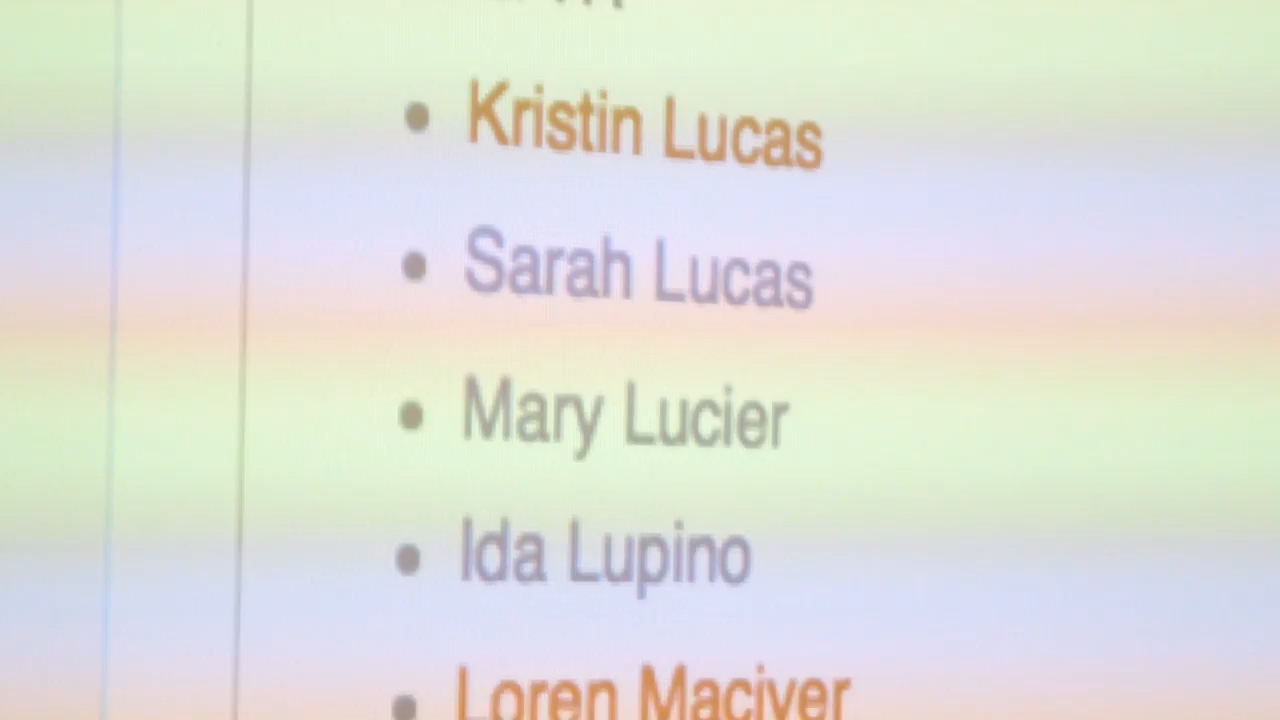 • Kristin Lucas
• Sarah Lucas
• Mary Lucier
• Ida Lupino
• Loren Maciver